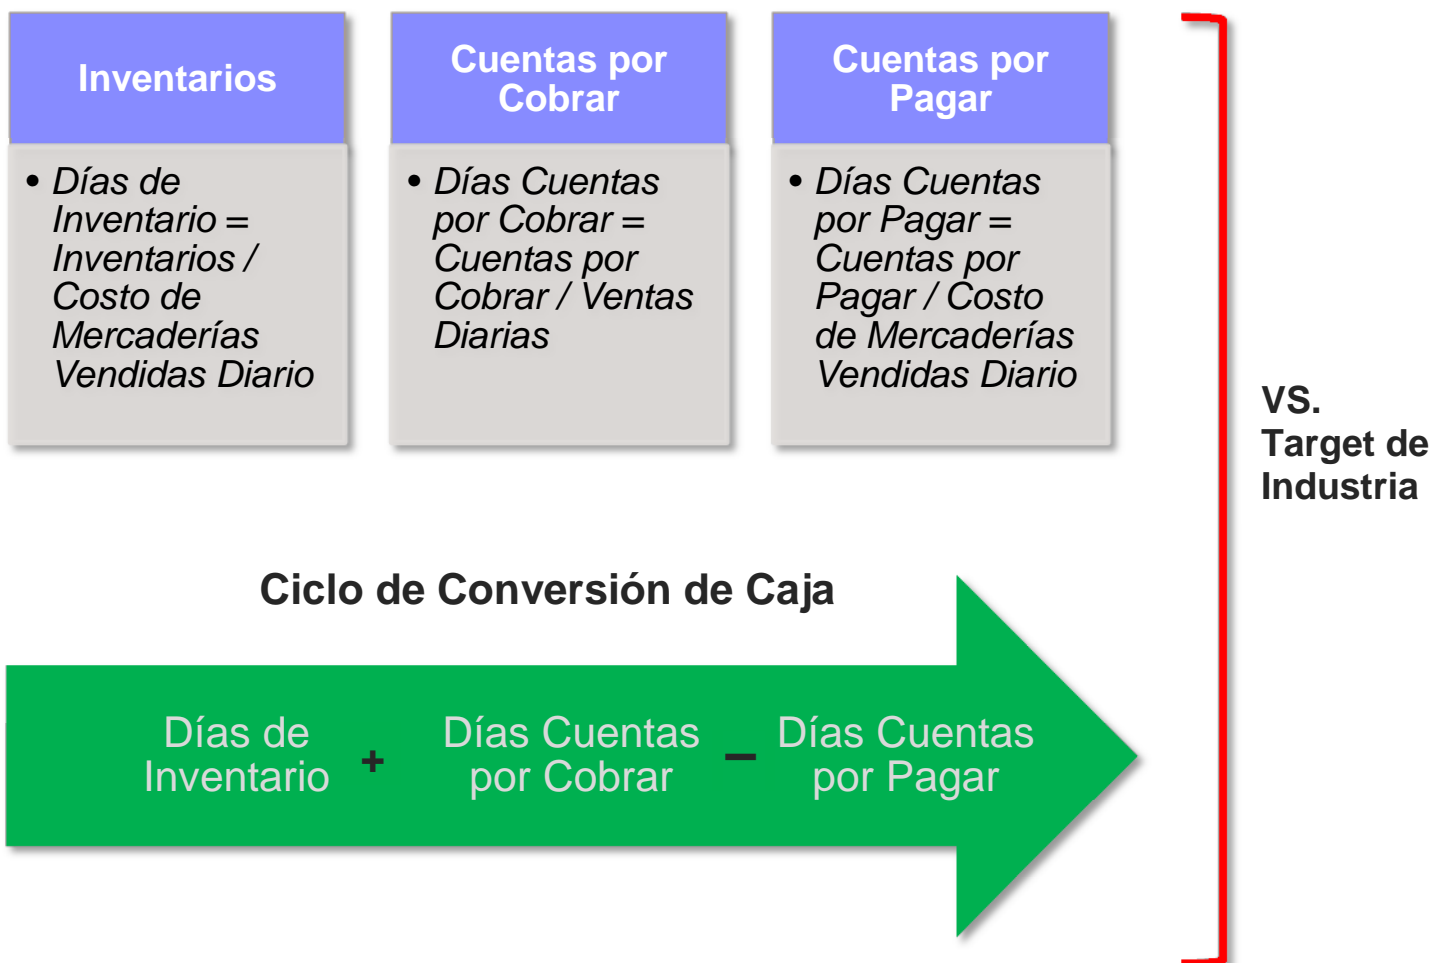 Inventarios
• Días de
Inventario =
Inventarios /
Costo de
Mercaderías
Vendidas Diario
Cuentas por
Cobrar
• Días Cuentas
por Cobrar =
Cuentas por
Cobrar / Ventas
Diarias
Cuentas por
Pagar
• Días Cuentas
por Pagar =
Cuentas por
Pagar / Costo
de Mercaderías
Vendidas Diario
VS.
Target de
Industria
Ciclo de Conversión de Caja
Días de
Inventario
+
Días Cuentas
por Cobrar
–
Días Cuentas
por Pagar